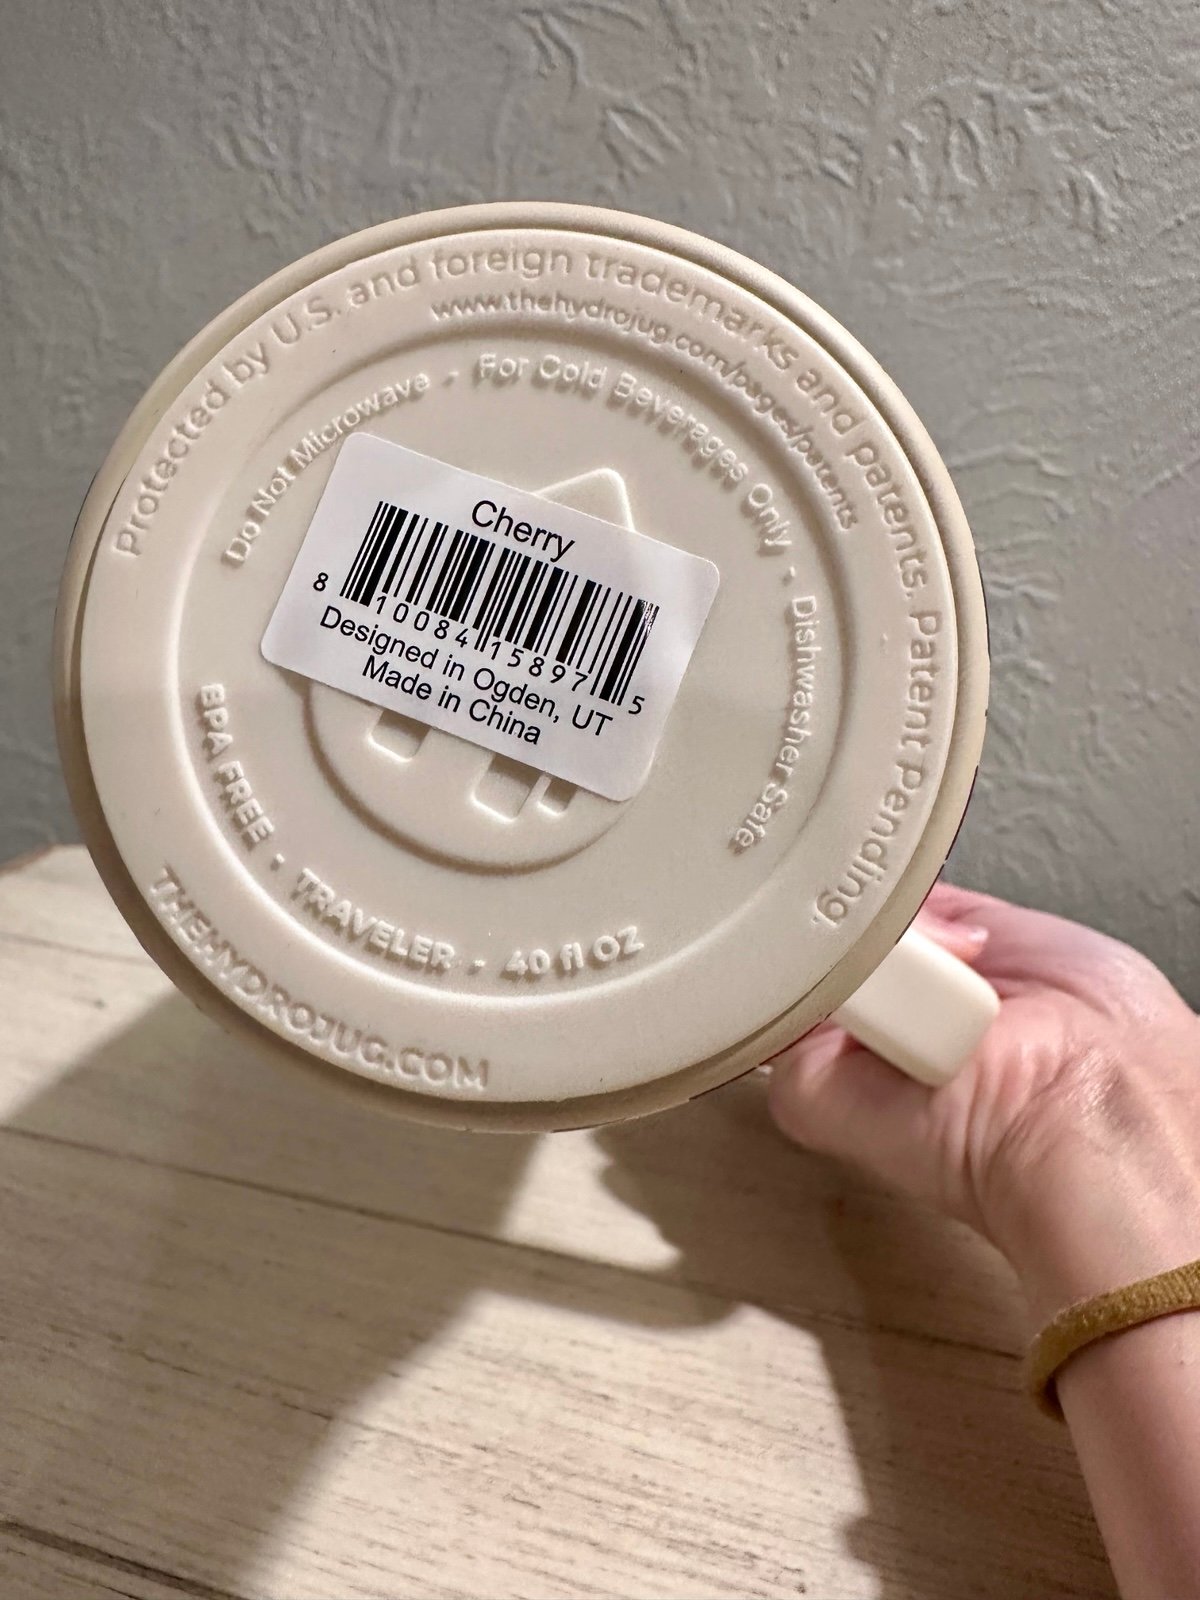 Protected by U.S. and foreign trademarks and patents. Patent Pending.
www.thehydrojug.com/pages/patents
Do Not Microwave - For Cold Beverages Only - Dishwasher Safe
Cherry
8 10084 15897 5
Designed in Ogden, UT
Made in China
BPA FREE · TRAVELER - 40 fl OZ
THEHYDROJUG.COM